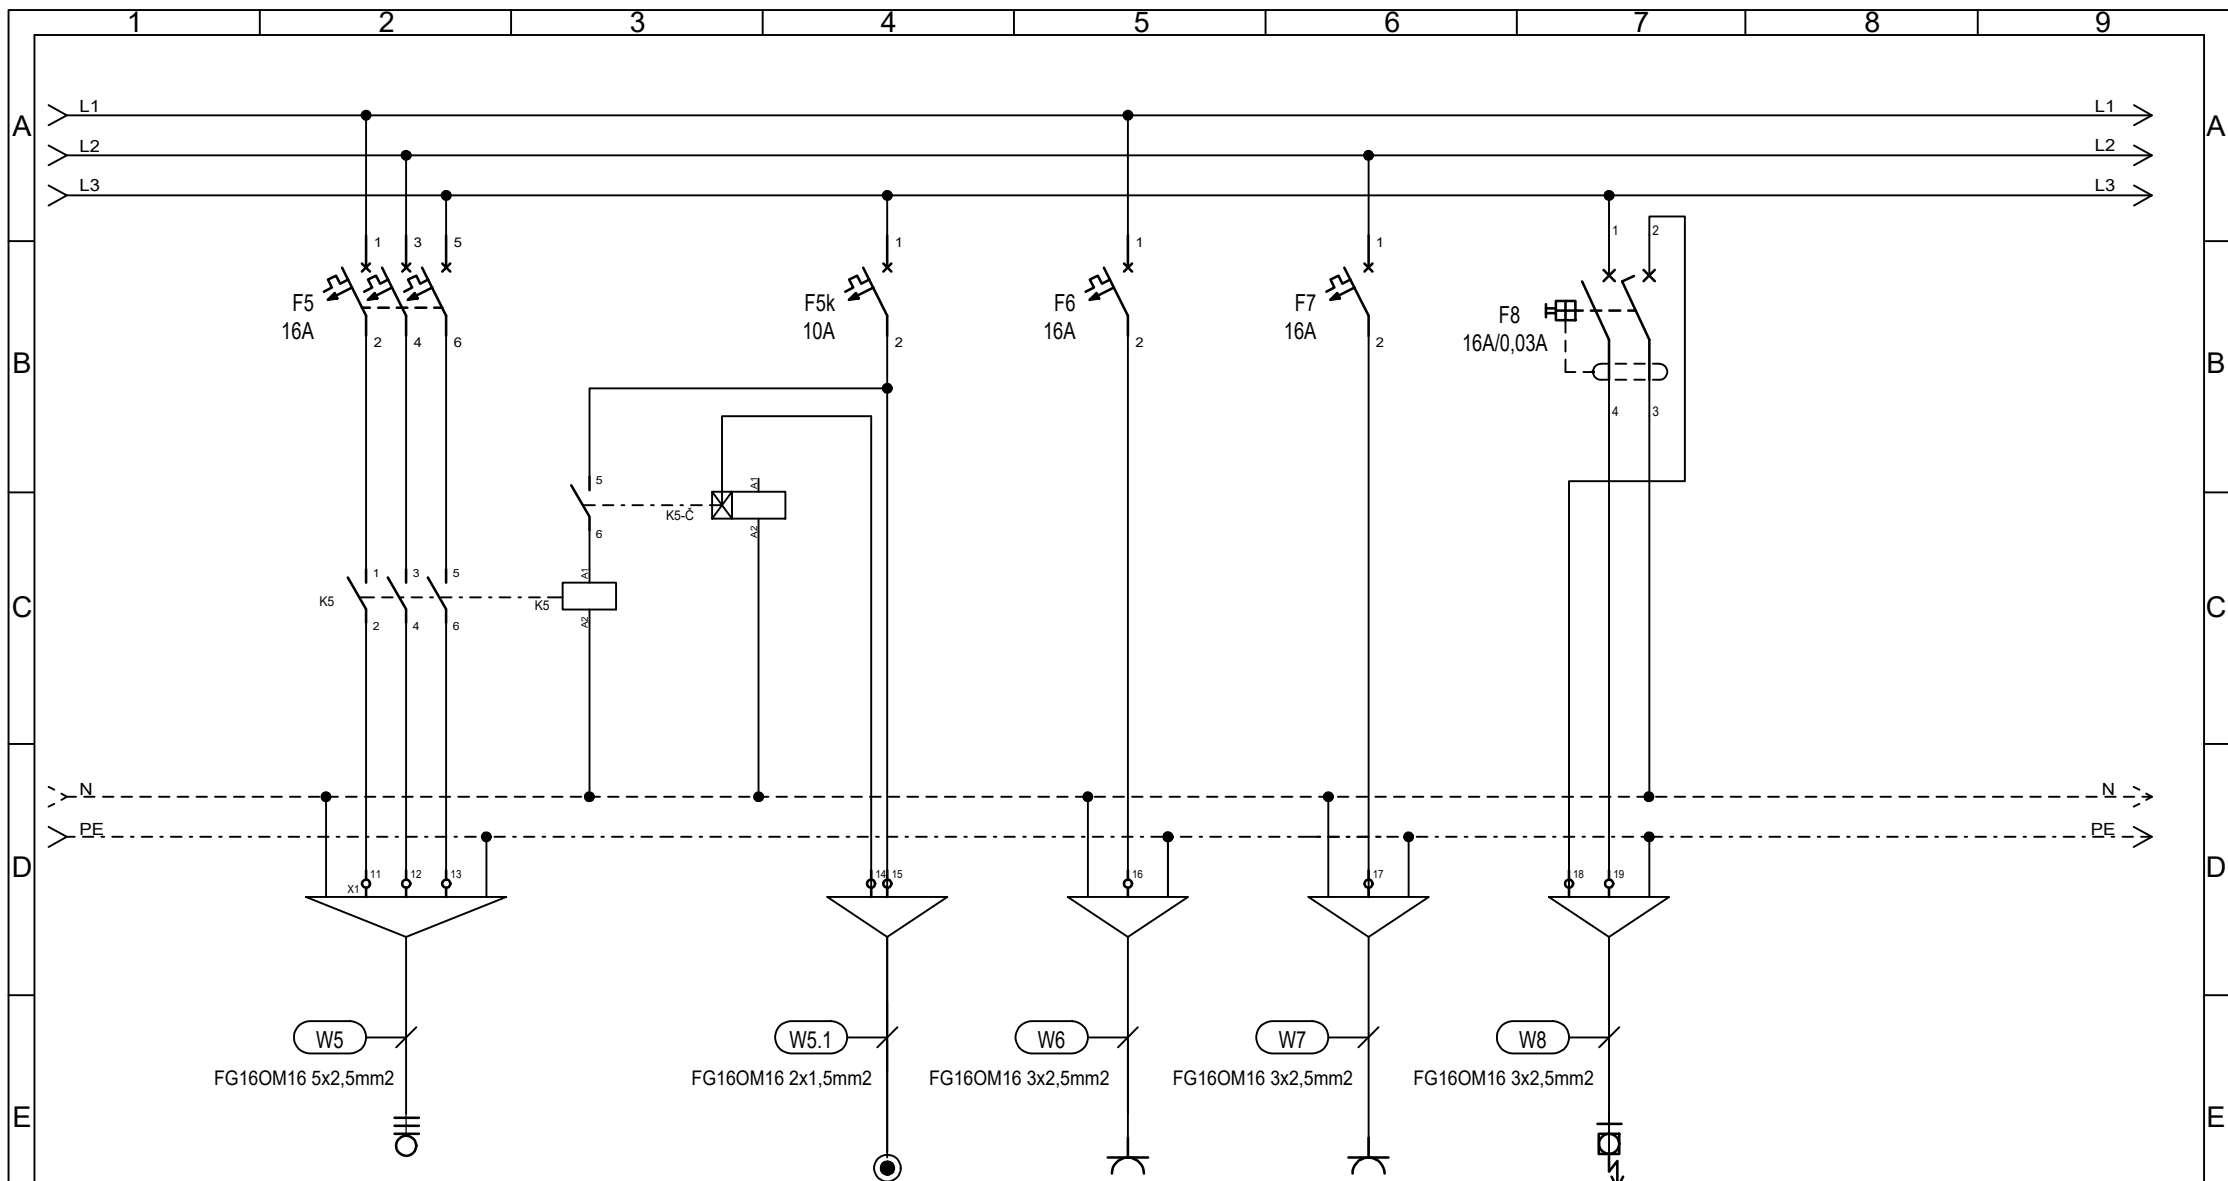 1 2 3 4 5 6 7 8 9
A A
L1 L1
L2 L2
L3 L3
1 3 5 1 1 1 1 2
F5 F5k F6 F7 F8
16A 10A 16A 16A 16A/0,03A
2 4 6 2 2 2
B B
4 3
5 A1
K5-Č
6 A2
1 3 5 A1
K5 K5
C C
2 4 6 A2
N N
PE PE
D D
X1 11 12 13 14 15 16 17 18 19
W5 W5.1 W6 W7 W8
FG16OM16 5x2,5mm2 FG16OM16 2x1,5mm2 FG16OM16 3x2,5mm2 FG16OM16 3x2,5mm2 FG16OM16 3x2,5mm2
E E